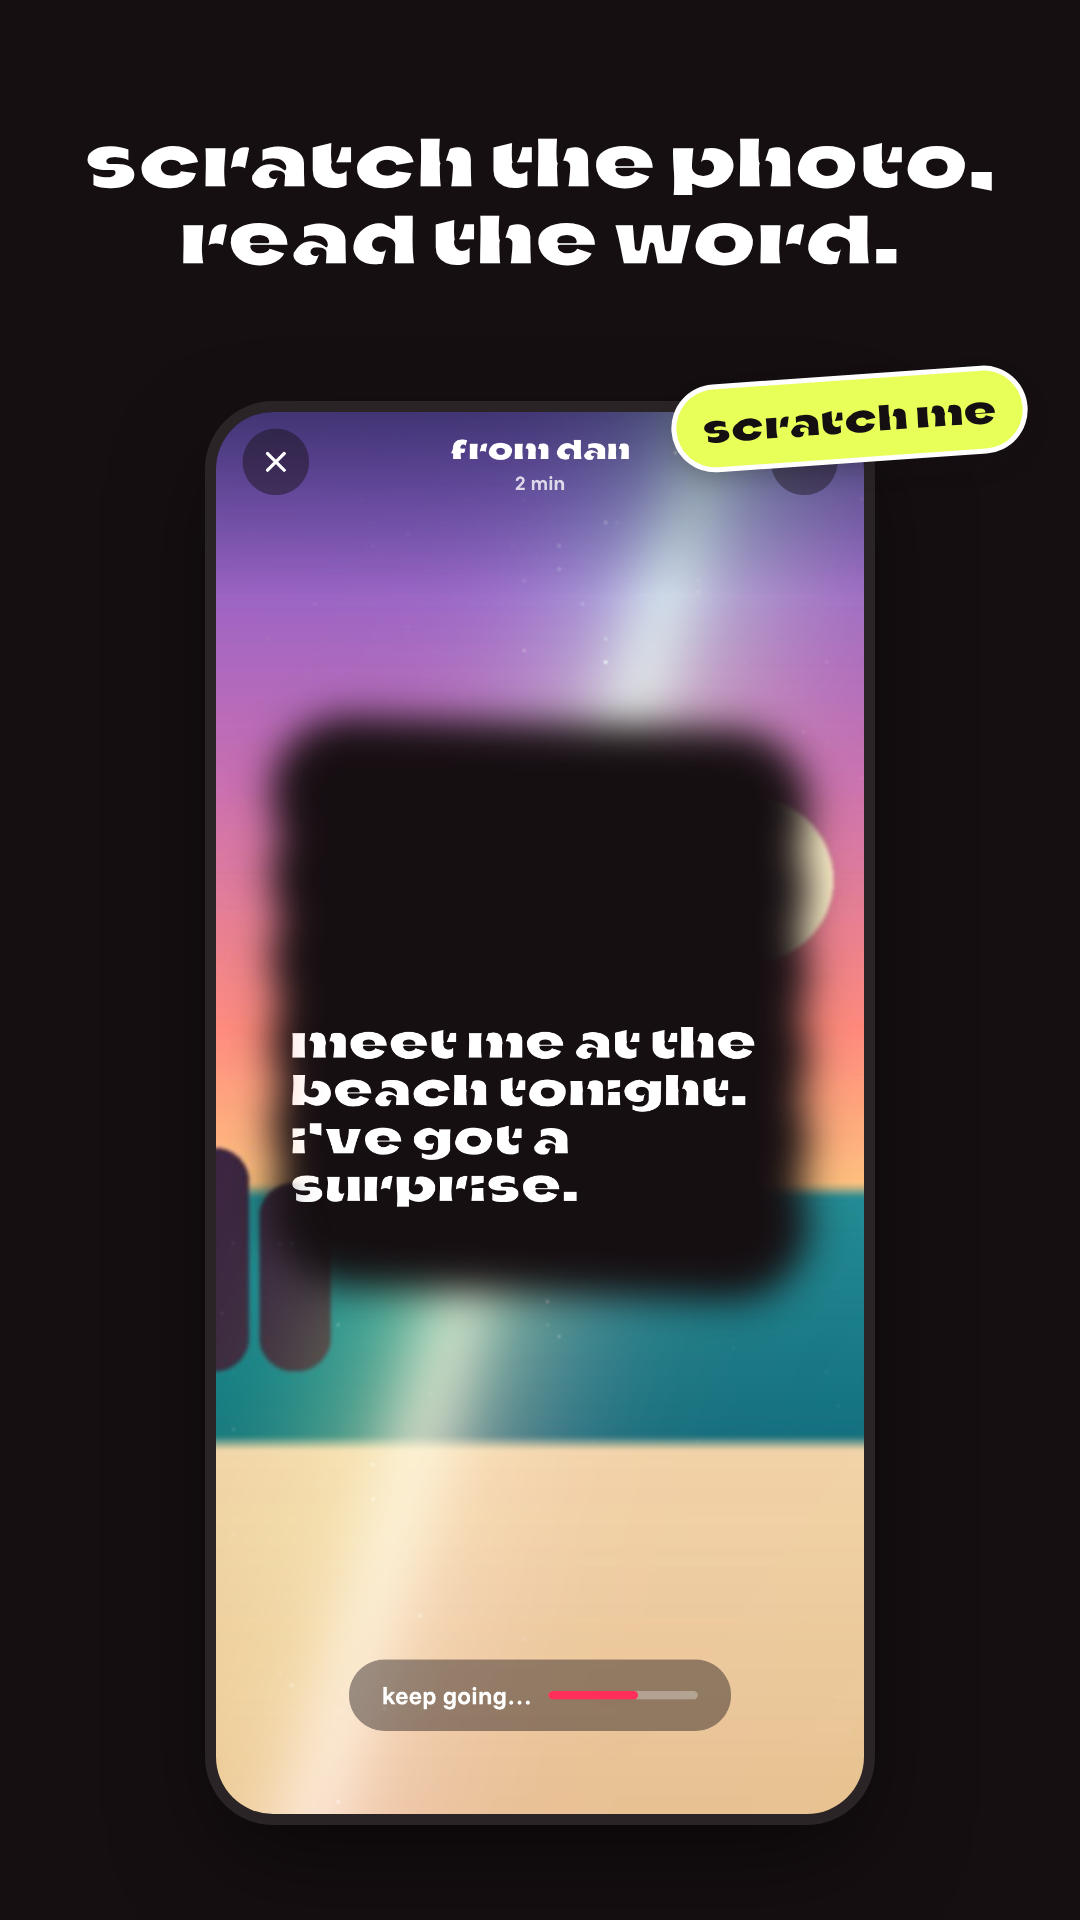 scratch the photo.
read the word.
scratch me
from dan
2 min
meet me at the
beach tonight.
i've got a
surprise.
keep going...